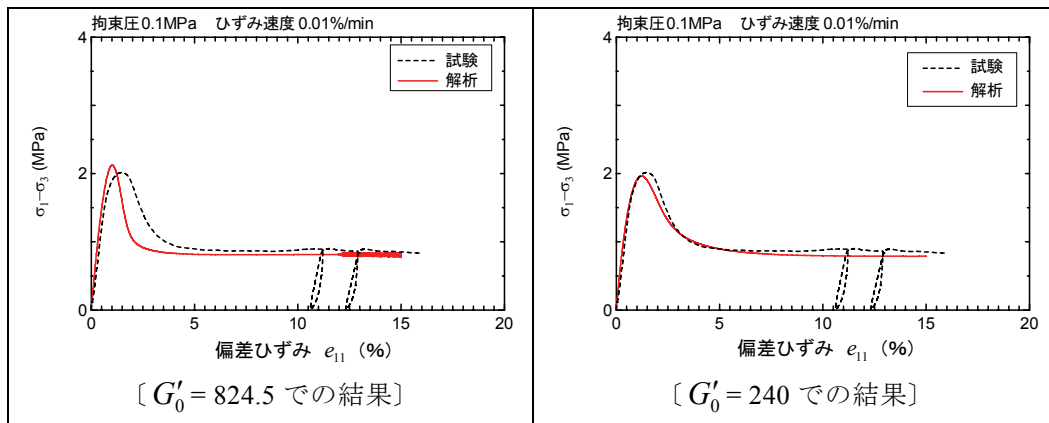 拘束圧0.1MPa ひずみ速度0.01%/min
4
2
0
σ₁−σ₃ (MPa)
試験
解析
0 5 10 15 20
偏差ひずみ e₁₁ (%)
〔G′₀ = 824.5 での結果〕
拘束圧0.1MPa ひずみ速度0.01%/min
4
2
0
σ₁−σ₃ (MPa)
試験
解析
0 5 10 15 20
偏差ひずみ e₁₁ (%)
〔G′₀ = 240 での結果〕